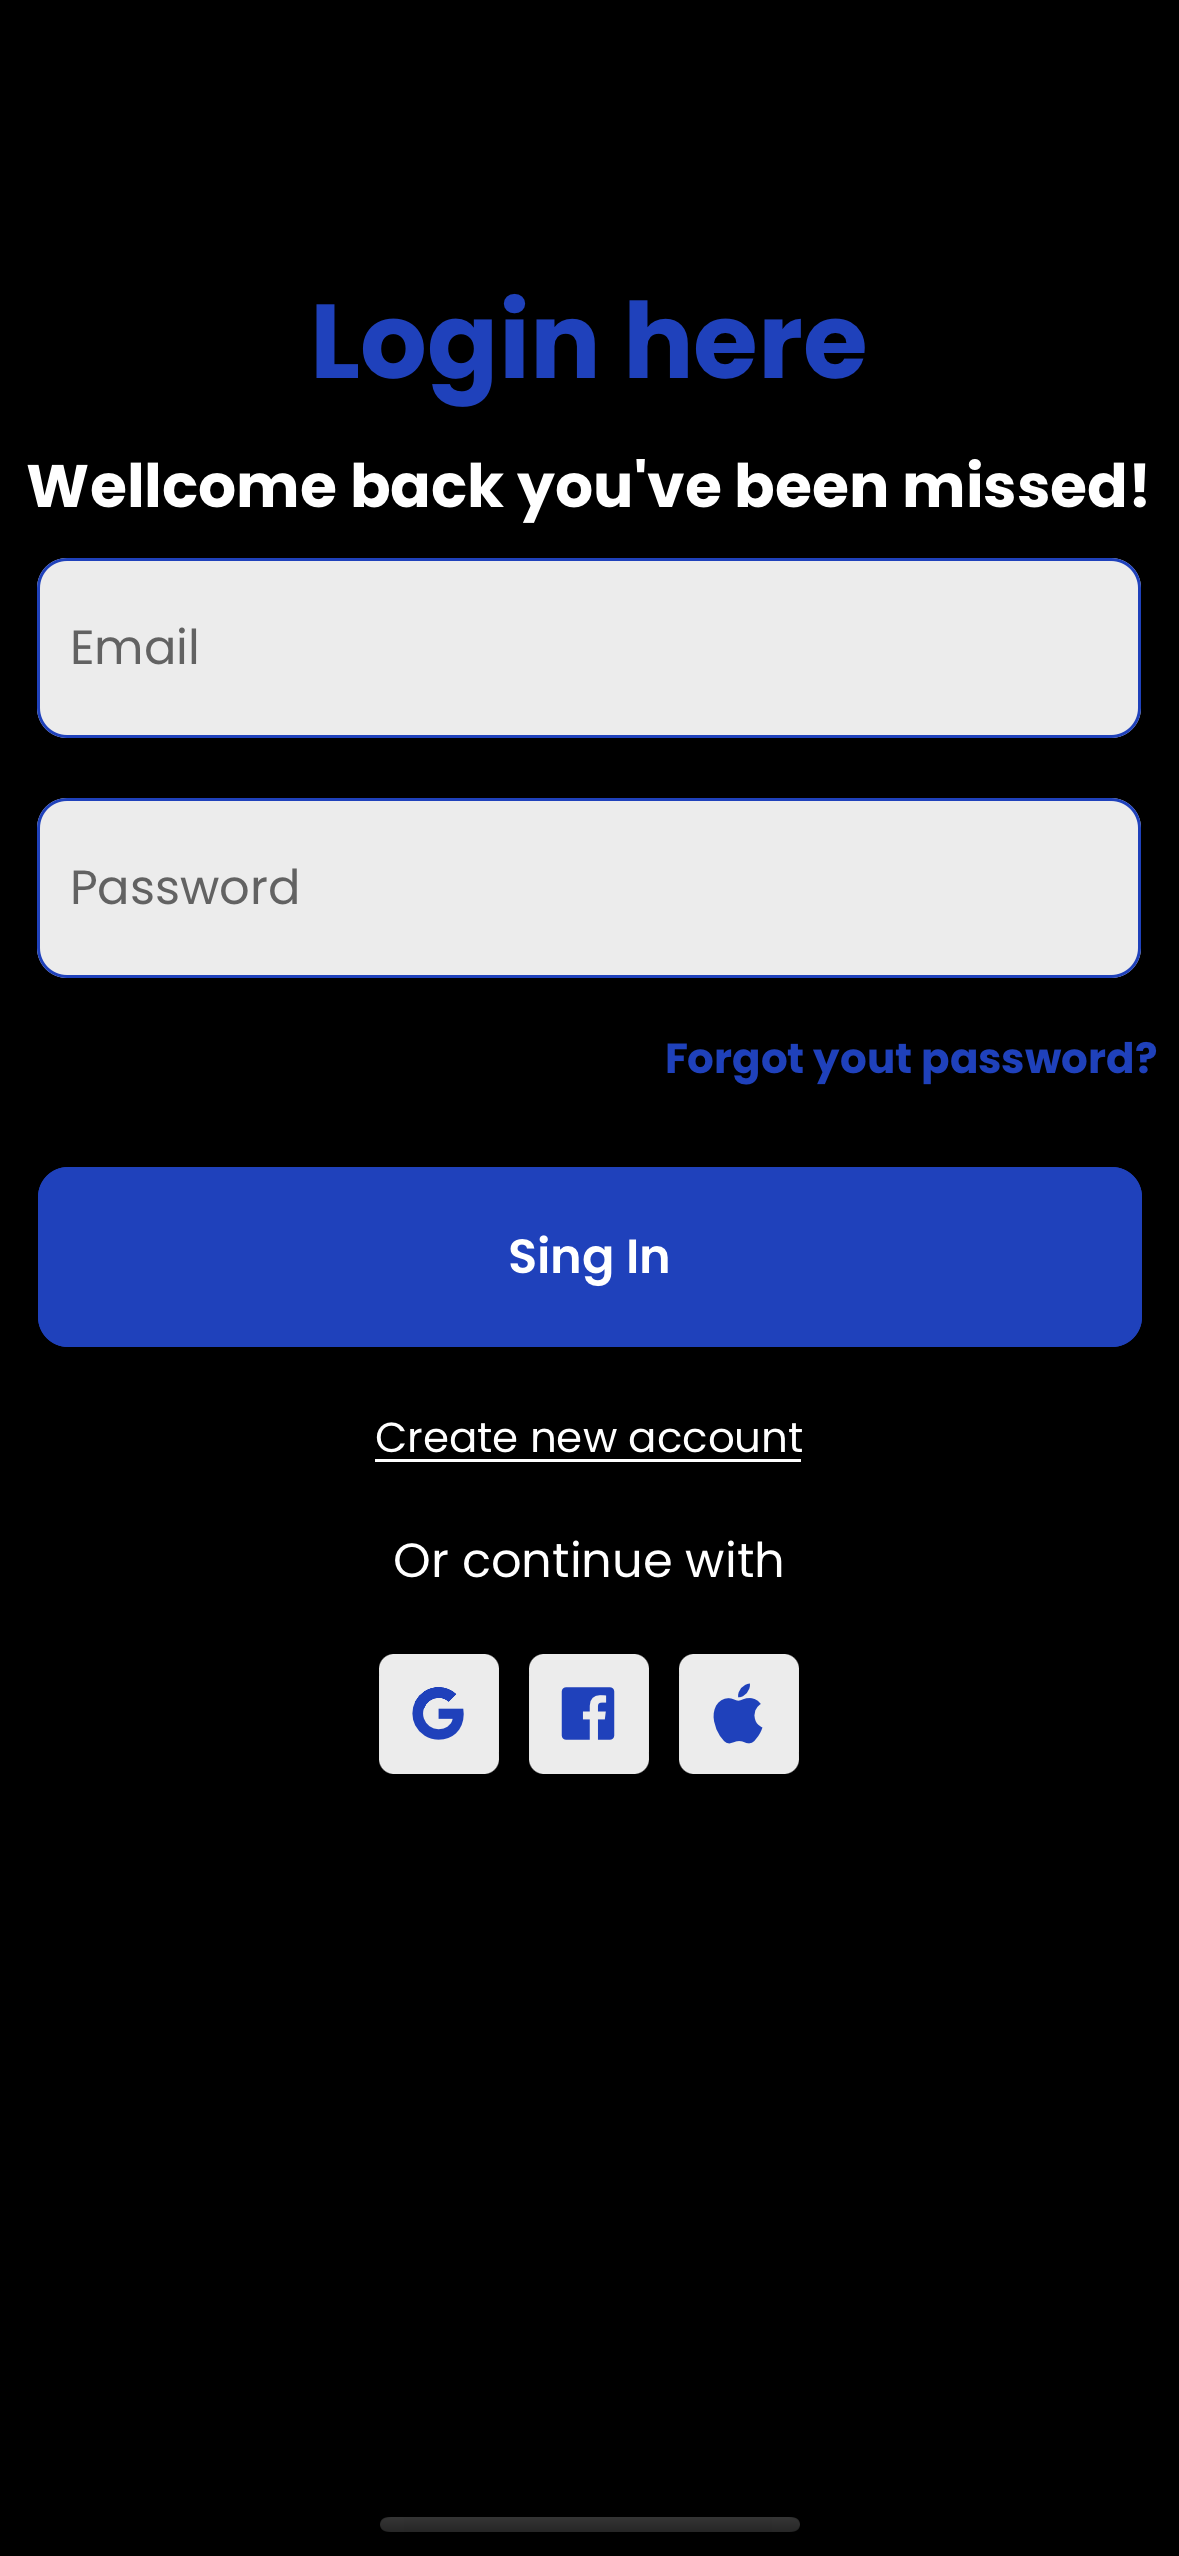 Login here
Wellcome back you've been missed!
Email
Password
Forgot yout password?
Sing In
Create new account
Or continue with